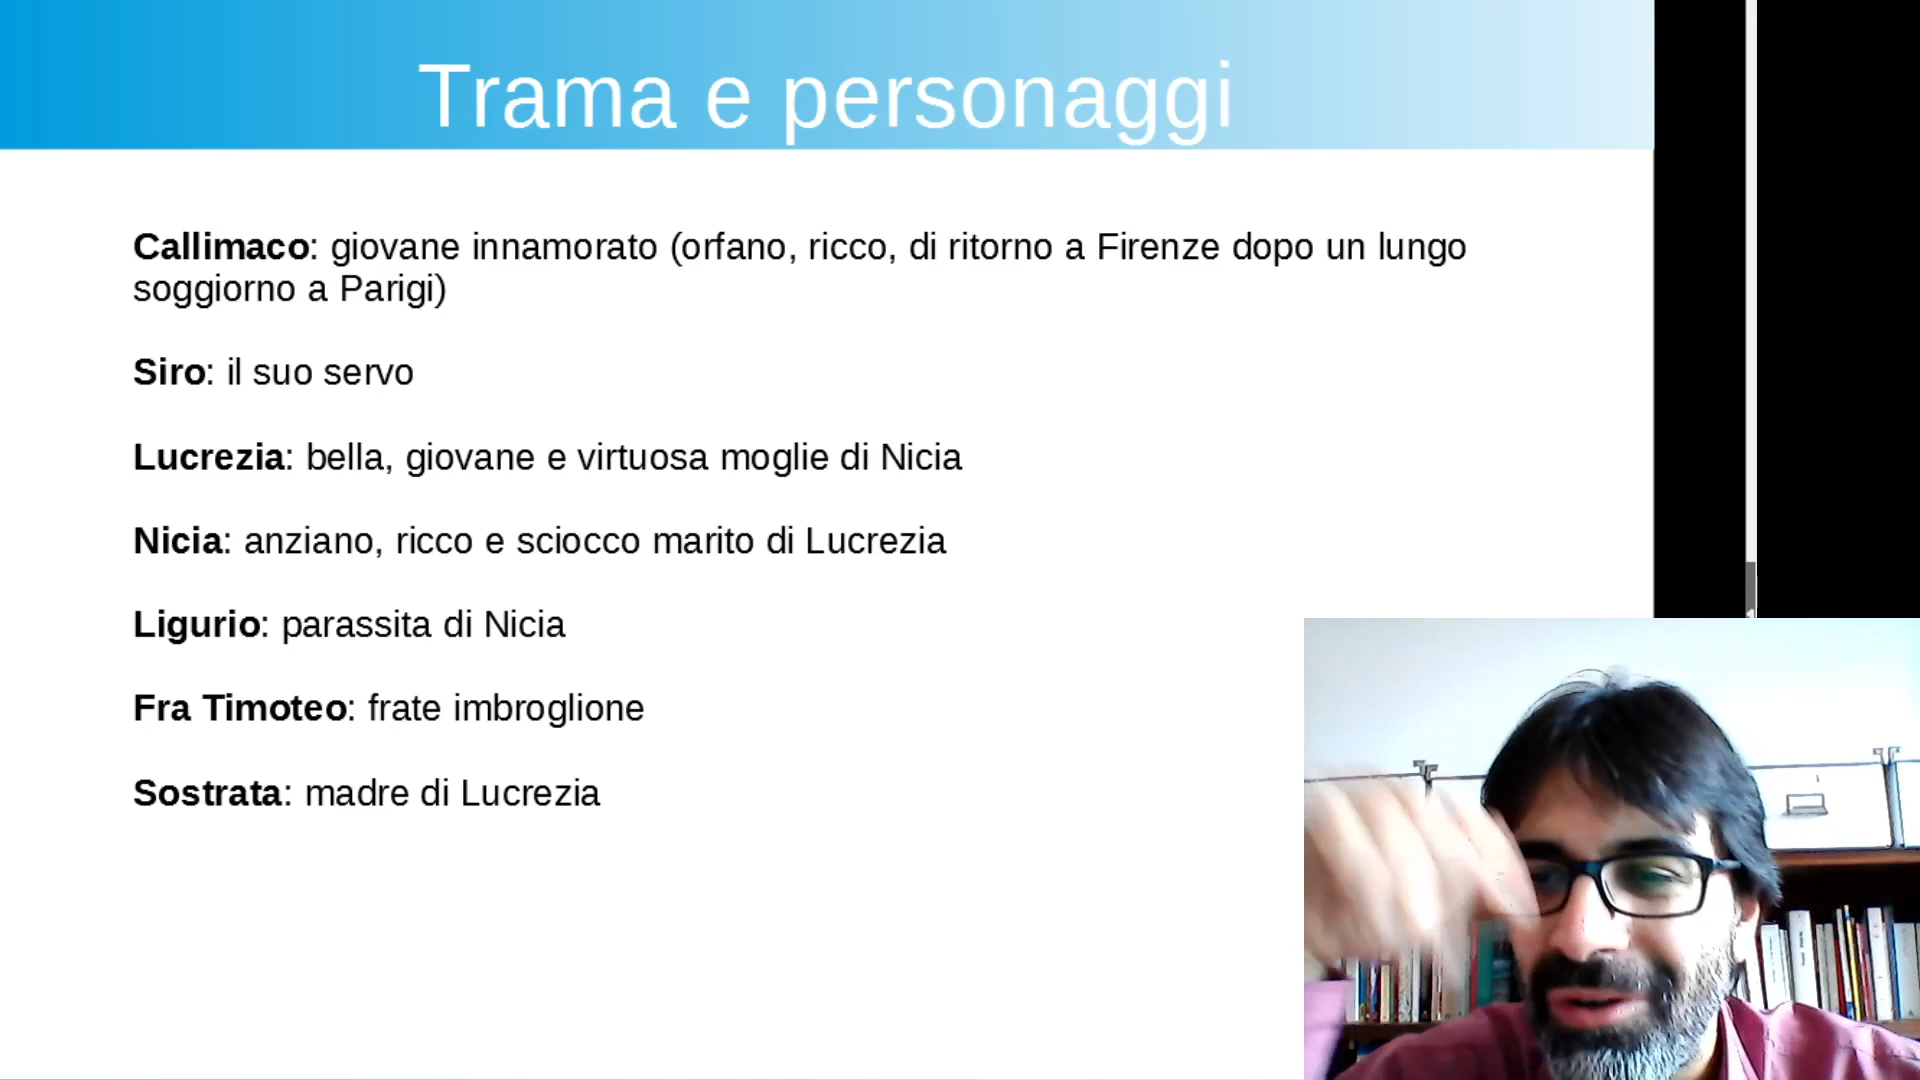 Trama e personaggi
Callimaco: giovane innamorato (orfano, ricco, di ritorno a Firenze dopo un lungo
soggiorno a Parigi)
Siro: il suo servo
Lucrezia: bella, giovane e virtuosa moglie di Nicia
Nicia: anziano, ricco e sciocco marito di Lucrezia
Ligurio: parassita di Nicia
Fra Timoteo: frate imbroglione
Sostrata: madre di Lucrezia